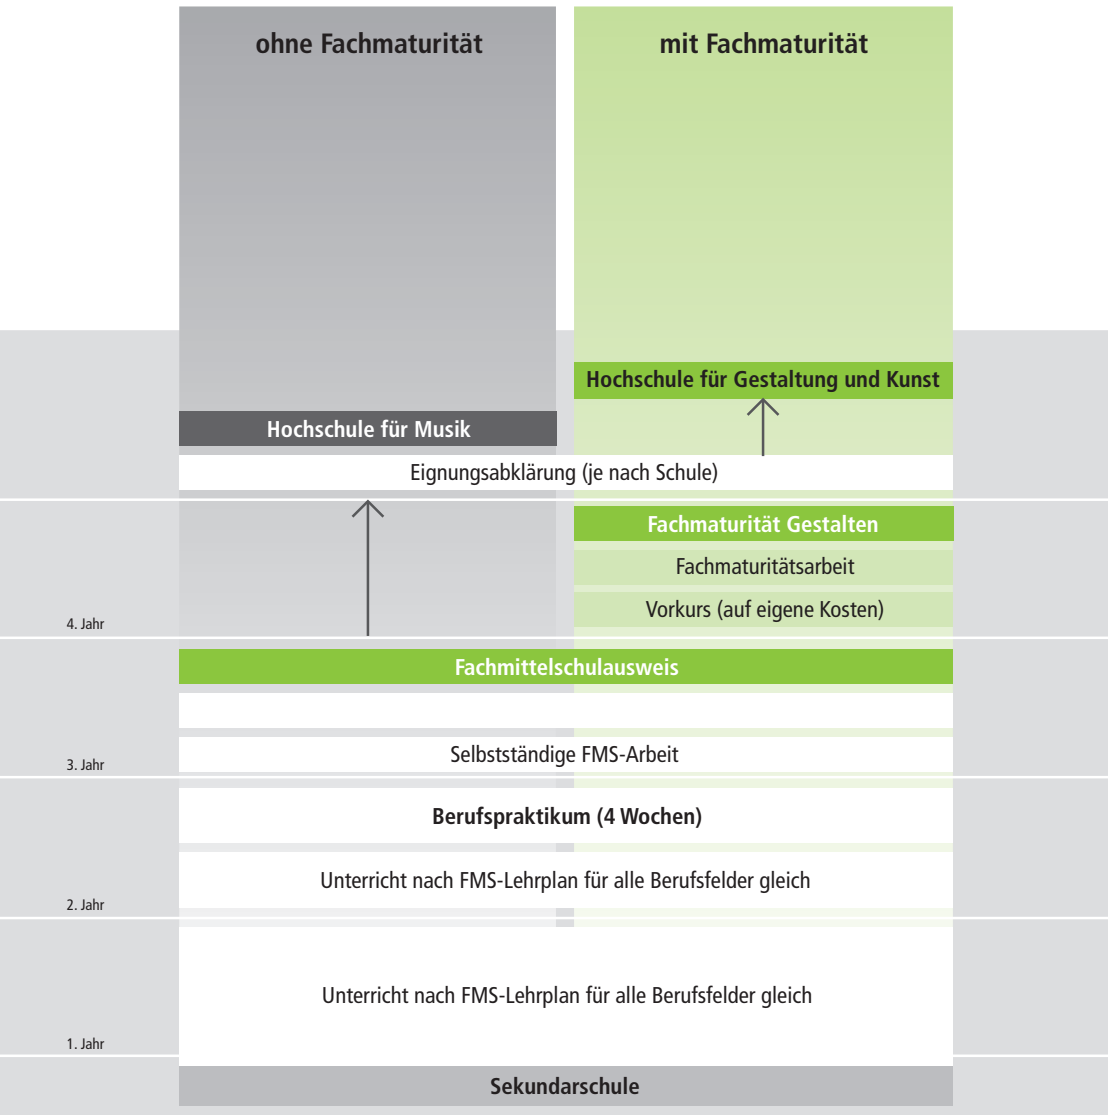 ohne Fachmaturität
mit Fachmaturität
Hochschule für Gestaltung und Kunst
Hochschule für Musik
Eignungsabklärung (je nach Schule)
Fachmaturität Gestalten
Fachmaturitätsarbeit
Vorkurs (auf eigene Kosten)
4. Jahr
Fachmittelschulausweis
Selbstständige FMS-Arbeit
3. Jahr
Berufspraktikum (4 Wochen)
Unterricht nach FMS-Lehrplan für alle Berufsfelder gleich
2. Jahr
Unterricht nach FMS-Lehrplan für alle Berufsfelder gleich
1. Jahr
Sekundarschule